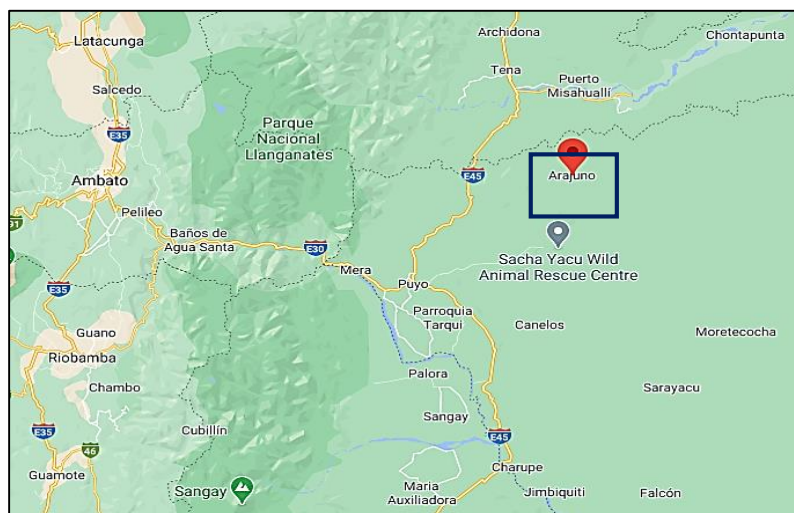 Latacunga
Archidona
Chontapunta
Tena
Salcedo
Puerto
Misahuallí
Parque
Nacional
Llanganates
E35
E45
Arajuno
Ambato
Pelileo
91
Baños de
Agua Santa
E30
Mera
Sacha Yacu Wild
Animal Rescue Centre
E35
Puyo
Parroquia
Tarqui
Canelos
Moretecocha
Guano
Riobamba
Palora
Chambo
Sarayacu
Sangay
Cubillín
E35
46
E45
Guamote
Charupe
Sangay
Maria
Auxiliadora
Jimbiquiti
Falcón